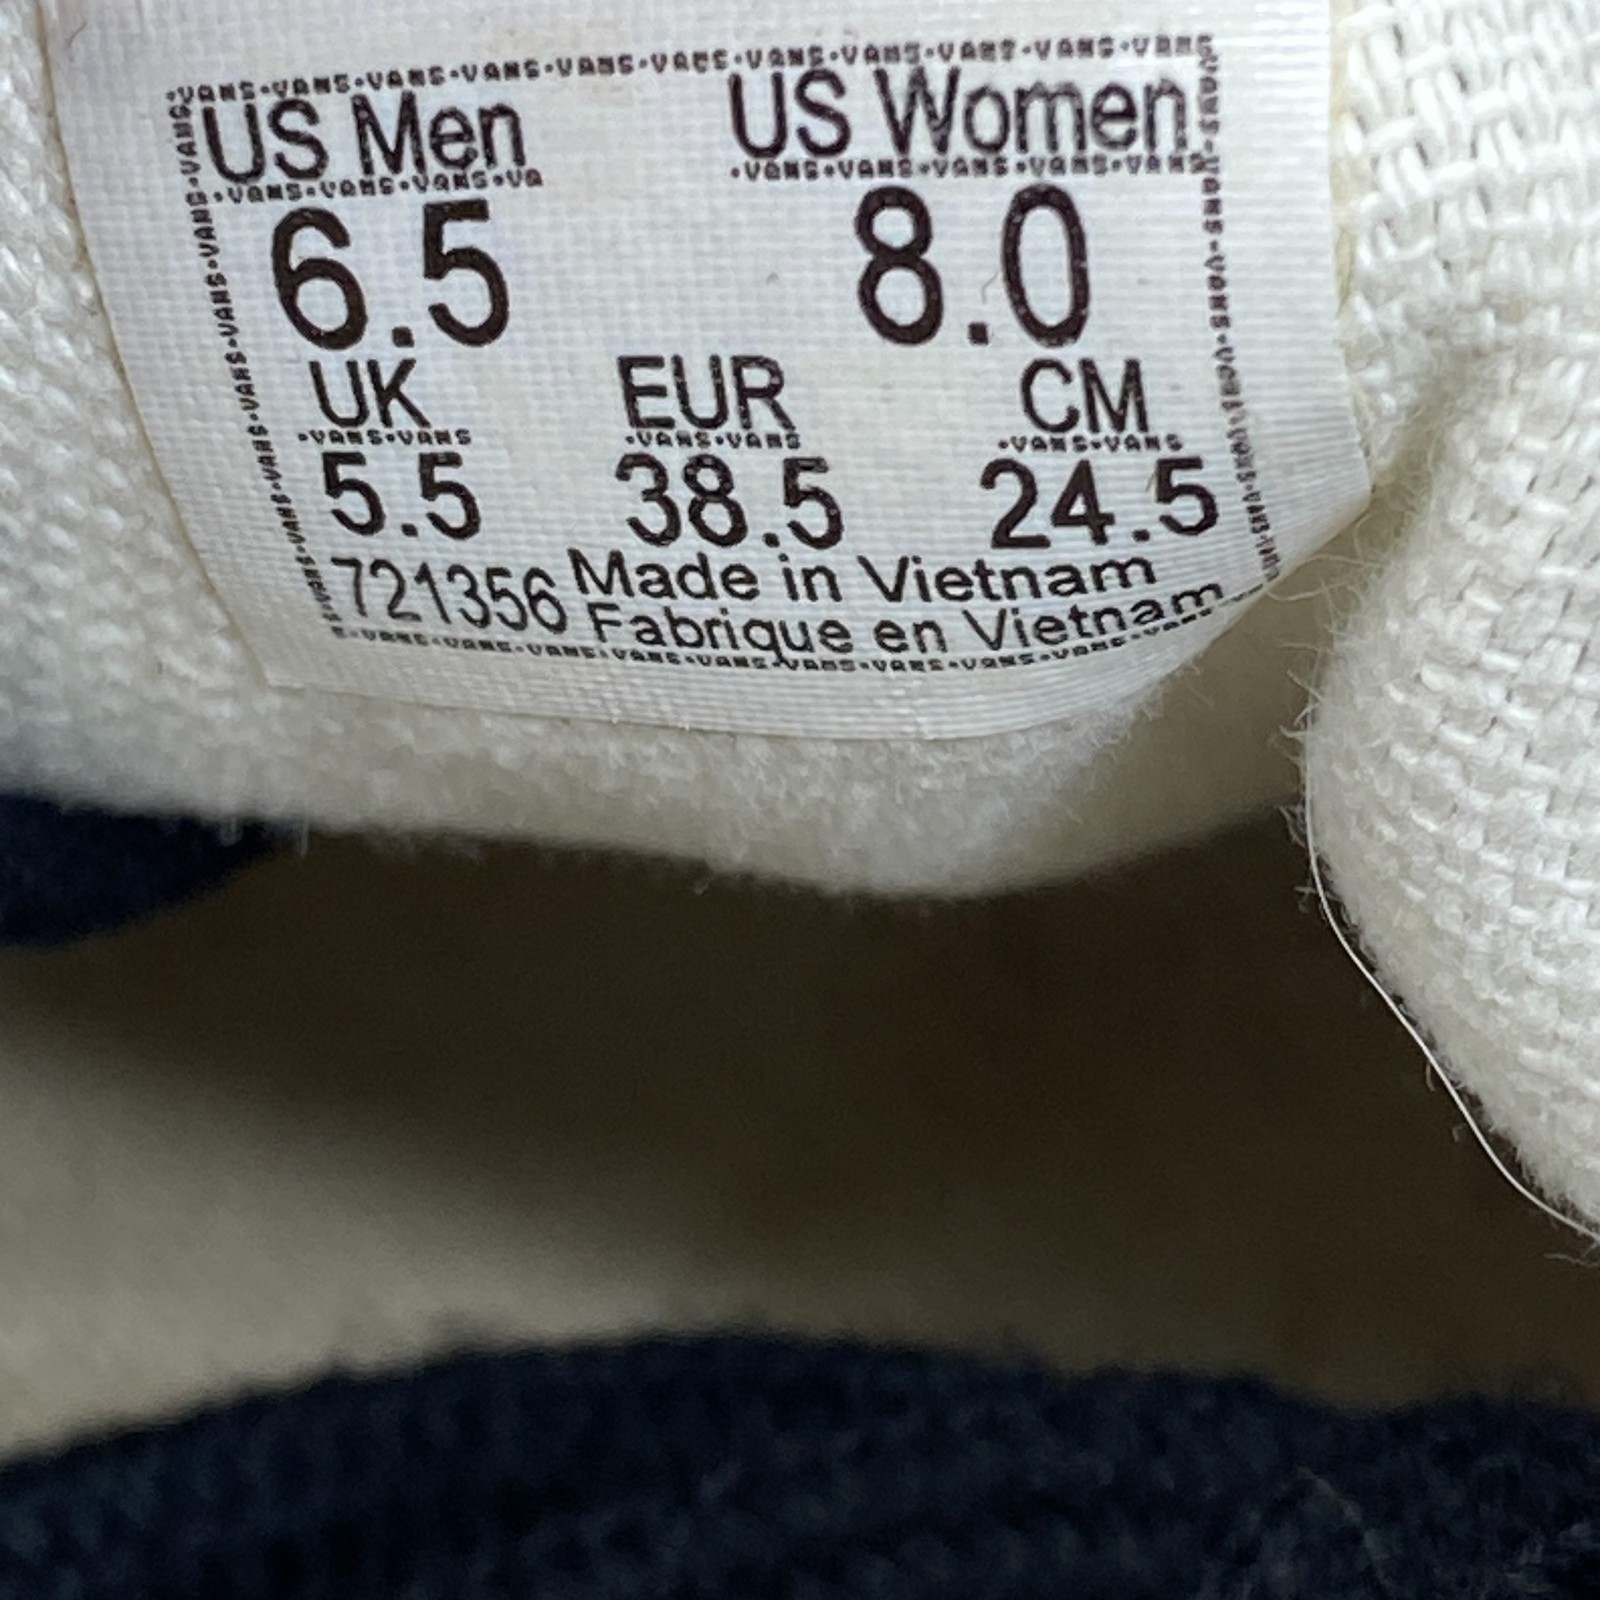 US Men US Women
6.5 8.0
UK EUR CM
5.5 38.5 24.5
721356 Made in Vietnam
Fabrique en Vietnam